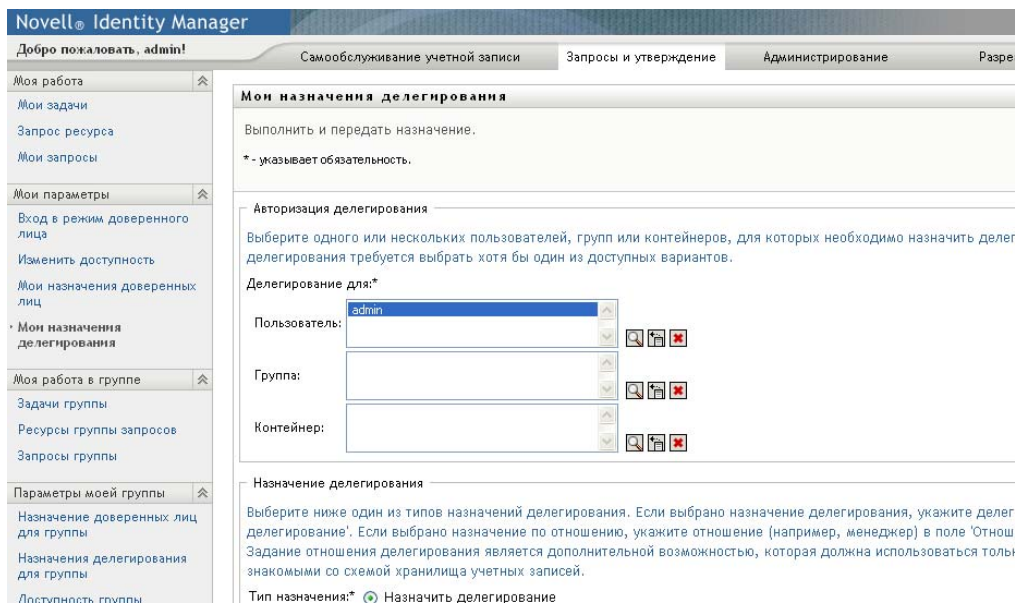 Novell® Identity Manager
Добро пожаловать, admin!
Самообслуживание учетной записи
Запросы и утверждение
Администрирование
Разре
Моя работа
Мои задачи
Запрос ресурса
Мои запросы
Мои параметры
Вход в режим доверенного
лица
Изменить доступность
Мои назначения доверенных
лиц
Мои назначения
делегирования
Моя работа в группе
Задачи группы
Ресурсы группы запросов
Запросы группы
Параметры моей группы
Назначение доверенных лиц
для группы
Назначения делегирования
для группы
Доступность группы
Мои назначения делегирования
Выполнить и передать назначение.
* - указывает обязательность.
Авторизация делегирования
Выберите одного или нескольких пользователей, групп или контейнеров, для которых необходимо назначить делег
делегирования требуется выбрать хотя бы один из доступных вариантов.
Делегирование для:*
Пользователь:
admin
Группа:
Контейнер:
Назначение делегирования
Выберите ниже один из типов назначений делегирования. Если выбрано назначение делегирования, укажите делег
делегирование'. Если выбрано назначение по отношению, укажите отношение (например, менеджер) в поле 'Отнош
Задание отношения делегирования является дополнительной возможностью, которая должна использоваться тольк
знакомыми со схемой хранилища учетных записей.
Тип назначения:* Назначить делегирование